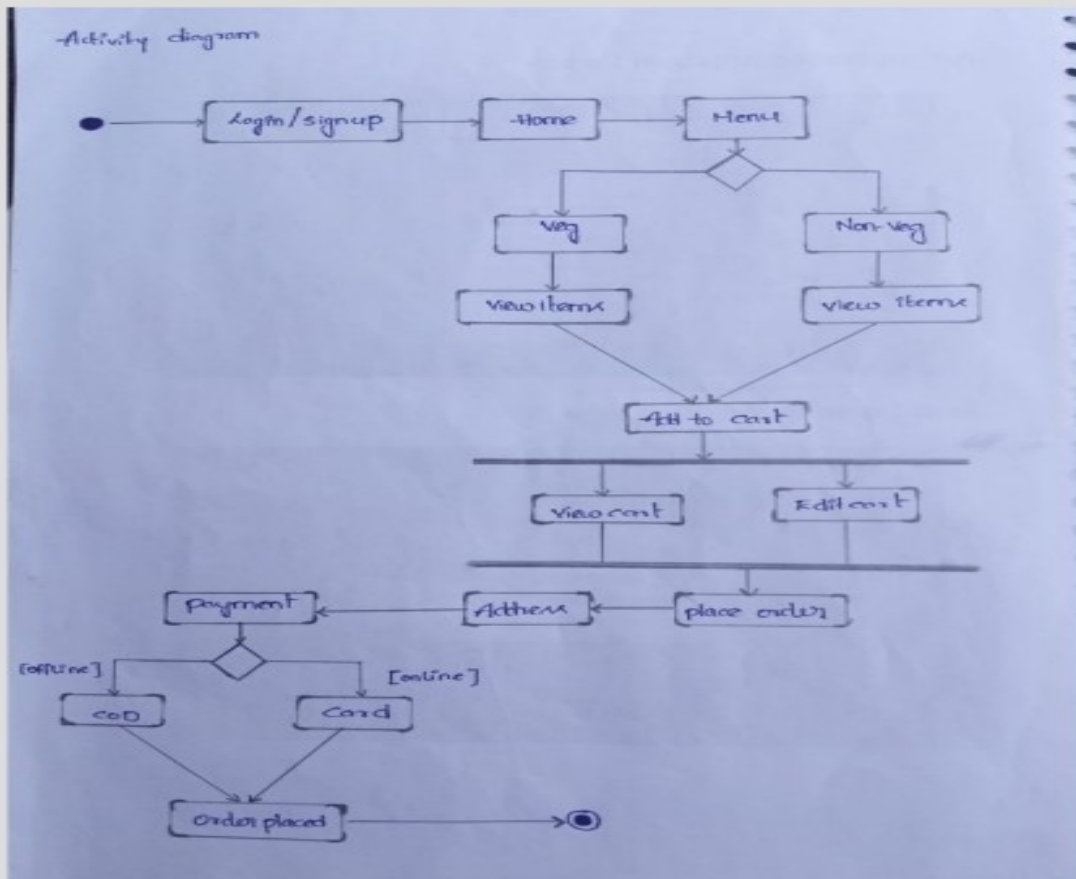 Activity diagram
Login/signup
Home
Menu
Veg
Non-veg
View items
View items
Add to cart
View cart
Edit cart
Payment
Address
place order
[offline]
[online]
COD
Card
Order placed